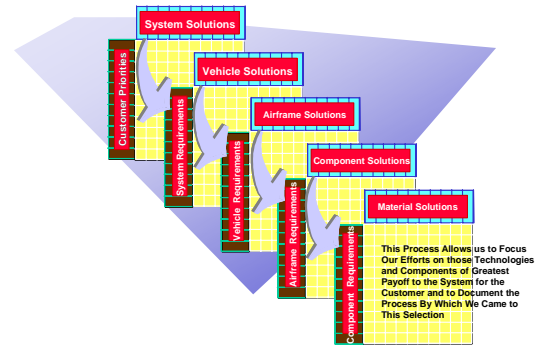 System Solutions
Customer Priorities
Vehicle Solutions
System Requirements
Airframe Solutions
Vehicle Requirements
Component Solutions
Airframe Requirements
Material Solutions
Component Requirements
This Process Allows us to Focus
Our Efforts on those Technologies
and Components of Greatest
Payoff to the System for the
Customer and to Document the
Process By Which We Came to
This Selection